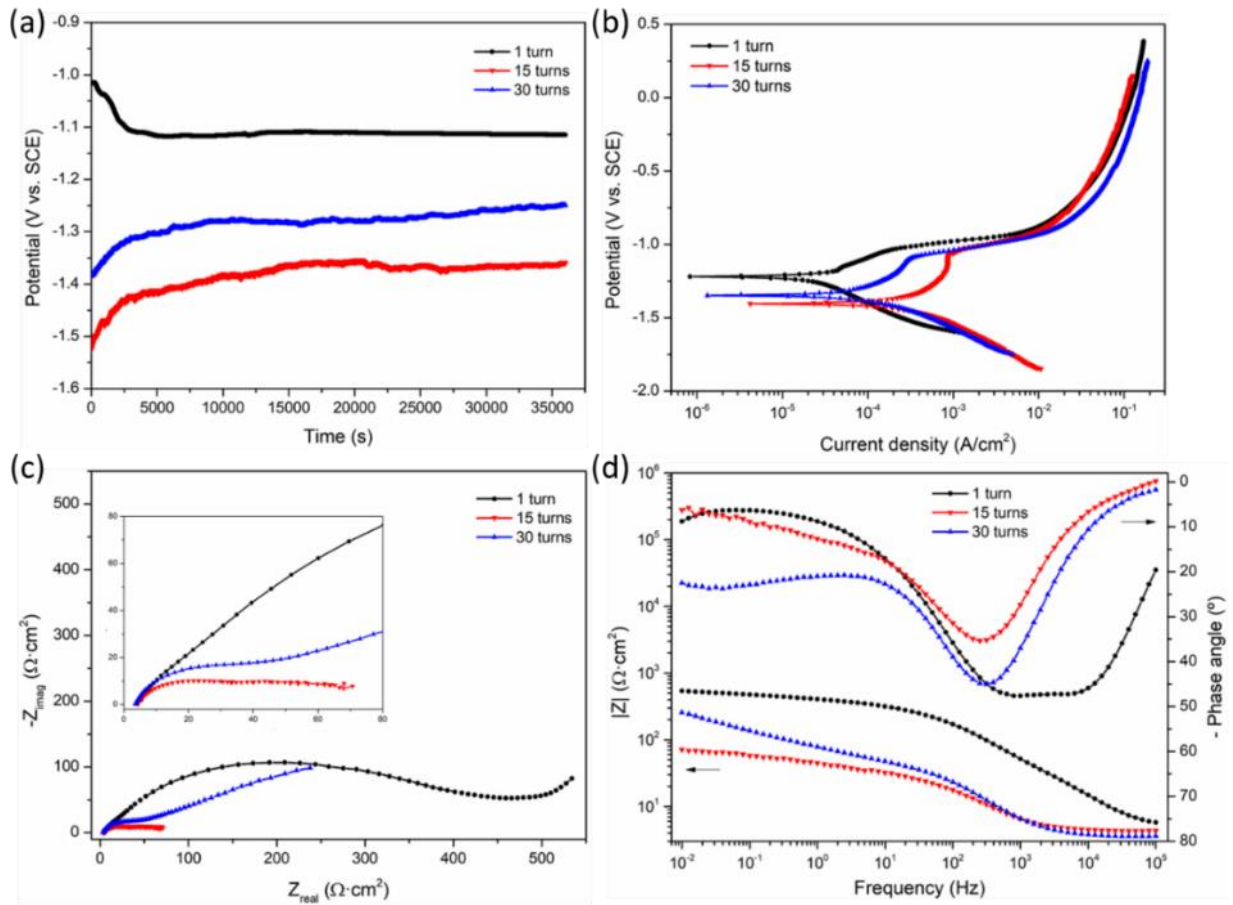 (a)
-0.9
-1.0
-1.1
-1.2
-1.3
-1.4
-1.5
-1.6
Potential (V vs. SCE)
1 turn
15 turns
30 turns
0 5000 10000 15000 20000 25000 30000 35000
Time (s)
(b)
0.5
0.0
-0.5
-1.0
-1.5
-2.0
Potential (V vs. SCE)
1 turn
15 turns
30 turns
10⁻⁶ 10⁻⁵ 10⁻⁴ 10⁻³ 10⁻² 10⁻¹
Current density (A/cm²)
(c)
550
500
450
400
350
300
250
200
150
100
50
0
-Z_imag (Ω·cm²)
1 turn
15 turns
30 turns
80
60
40
20
0
0 20 40 60 80
0 100 200 300 400 500
Z_real (Ω·cm²)
(d)
10⁶
10⁵
10⁴
10³
10²
10¹
|Z| (Ω·cm²)
1 turn
15 turns
30 turns
0
10
20
30
40
50
60
70
80
- Phase angle (º)
10⁻² 10⁻¹ 10⁰ 10¹ 10² 10³ 10⁴ 10⁵
Frequency (Hz)